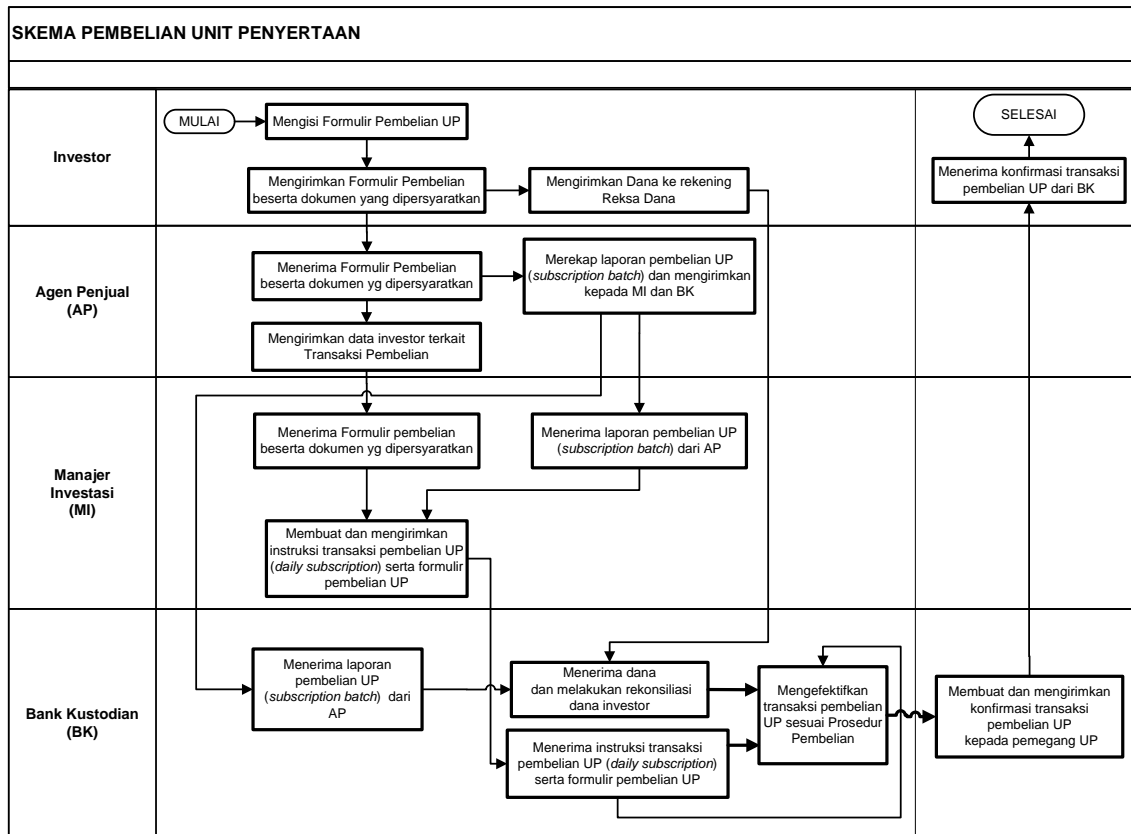 SKEMA PEMBELIAN UNIT PENYERTAAN
Investor
MULAI
Mengisi Formulir Pembelian UP
SELESAI
Mengirimkan Formulir Pembelian
beserta dokumen yang dipersyaratkan
Mengirimkan Dana ke rekening
Reksa Dana
Menerima konfirmasi transaksi
pembelian UP dari BK
Agen Penjual
(AP)
Menerima Formulir Pembelian
beserta dokumen yg dipersyaratkan
Merekap laporan pembelian UP
(subscription batch) dan mengirimkan
kepada MI dan BK
Mengirimkan data investor terkait
Transaksi Pembelian
Manajer
Investasi
(MI)
Menerima Formulir pembelian
beserta dokumen yg dipersyaratkan
Menerima laporan pembelian UP
(subscription batch) dari AP
Membuat dan mengirimkan
instruksi transaksi pembelian UP
(daily subscription) serta formulir
pembelian UP
Bank Kustodian
(BK)
Menerima laporan
pembelian UP
(subscription batch) dari
AP
Menerima dana
dan melakukan rekonsiliasi
dana investor
Menerima instruksi transaksi
pembelian UP (daily subscription)
serta formulir pembelian UP
Mengefektifkan
transaksi pembelian
UP sesuai Prosedur
Pembelian
Membuat dan mengirimkan
konfirmasi transaksi
pembelian UP
kepada pemegang UP